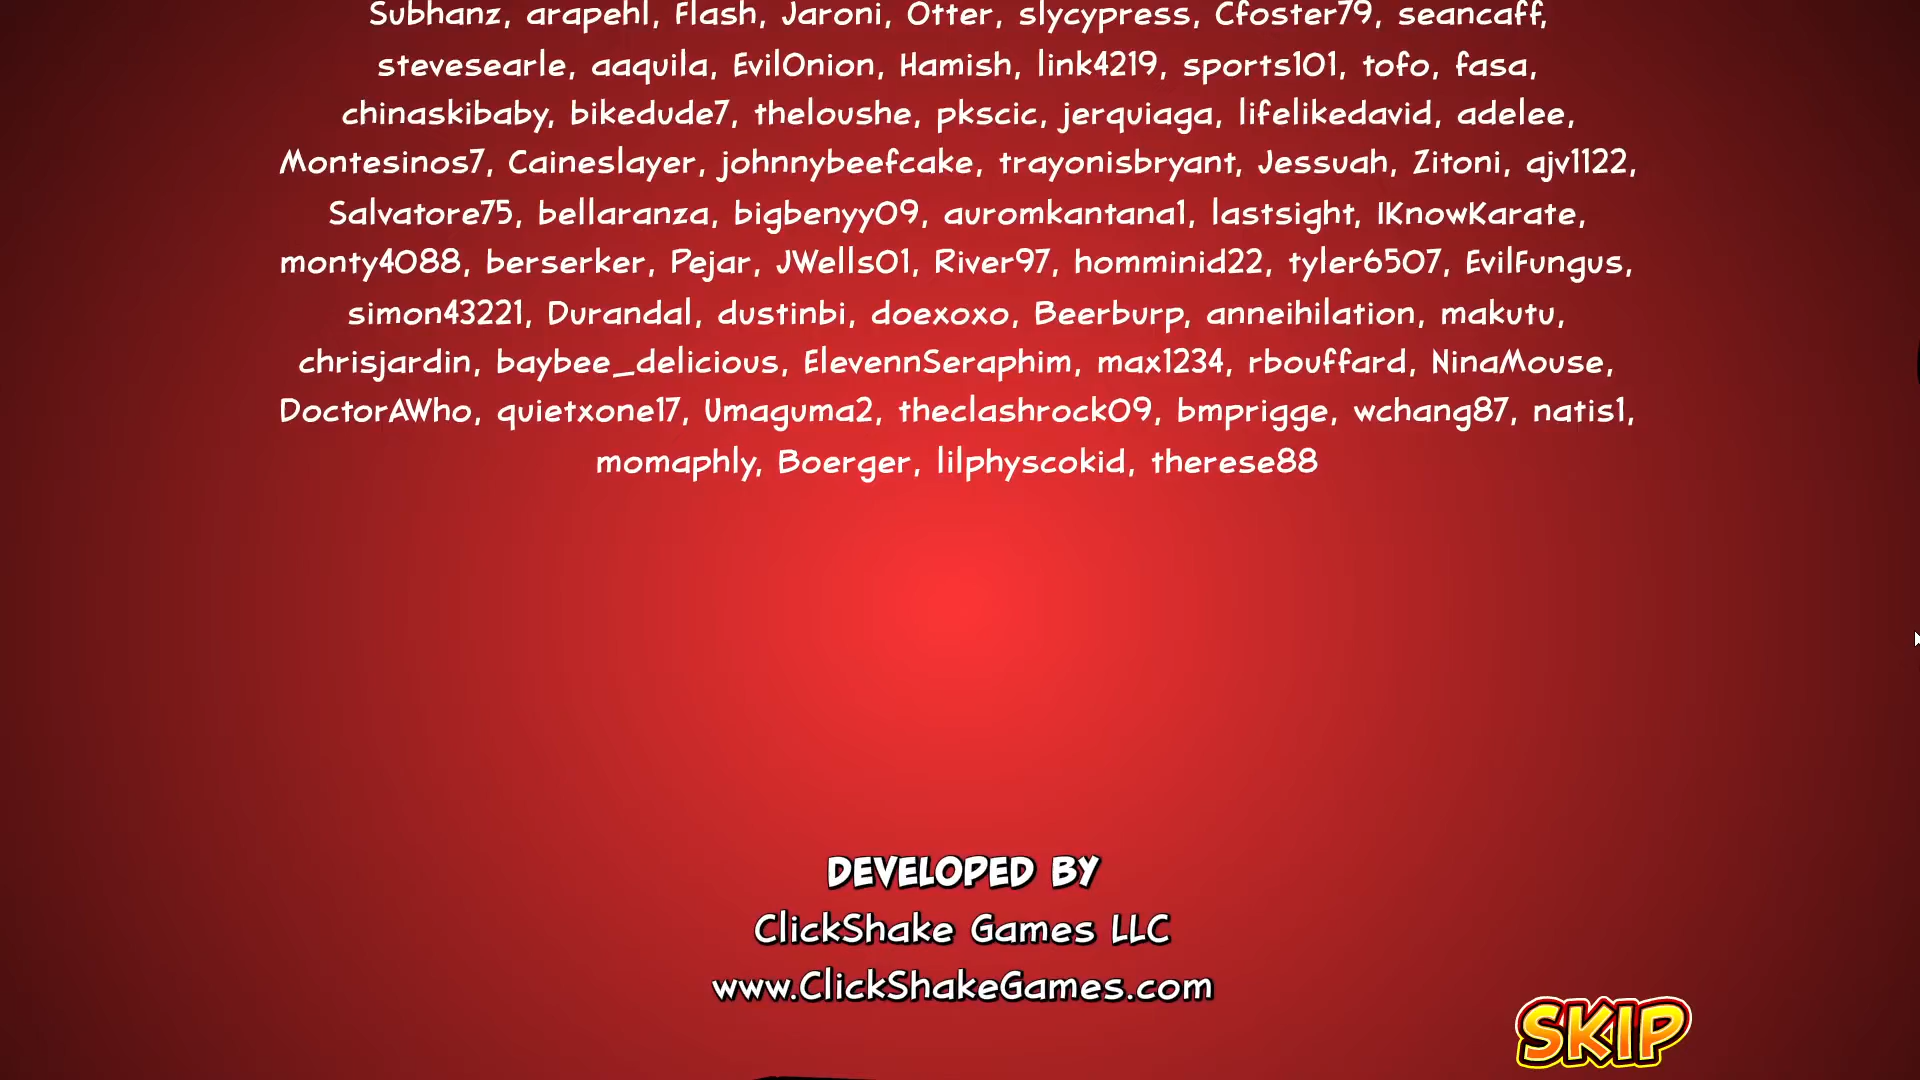 Subhanz, arapehl, Flash, Jaroni, Otter, slycypress, Cfoster79, seancaff,
stevesearle, aaquila, EvilOnion, Hamish, link4219, sports101, tofo, fasa,
chinaskibaby, bikedude7, theloushe, pkscic, jerquiaga, lifelikedavid, adelee,
Montesinos7, Caineslayer, johnnybeefcake, trayonisbryant, Jessuah, Zitoni, ajv1122,
Salvatore75, bellaranza, bigbenyy09, auromkantana1, lastsight, IKnowKarate,
monty4088, berserker, Pejar, JWells01, River97, homminid22, tyler6507, EvilFungus,
simon43221, Durandal, dustinbi, doexoxo, Beerburp, anneihilation, makutu,
chrisjardin, baybee_delicious, ElevennSeraphim, max1234, rbouffard, NinaMouse,
DoctorAWho, quietxone17, Umaguma2, theclashrock09, bmprigge, wchang87, natis1,
momaphly, Boerger, lilphyscokid, therese88
DEVELOPED BY
ClickShake Games LLC
www.ClickShakeGames.com
SKIP